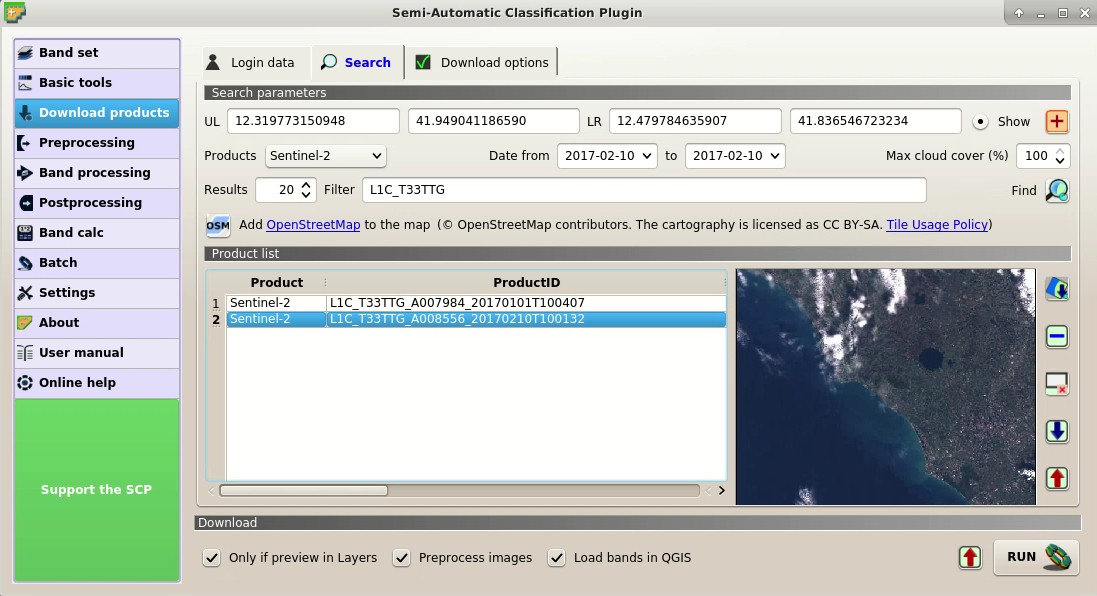 Semi-Automatic Classification Plugin
Band set
Basic tools
Download products
Preprocessing
Band processing
Postprocessing
Band calc
Batch
Settings
About
User manual
Online help
Support the SCP
Login data Search Download options
Search parameters
UL 12.319773150948 41.949041186590 LR 12.479784635907 41.836546723234 Show
Products Sentinel-2 Date from 2017-02-10 to 2017-02-10 Max cloud cover (%) 100
Results 20 Filter L1C_T33TTG Find
OSM Add OpenStreetMap to the map (© OpenStreetMap contributors. The cartography is licensed as CC BY-SA. Tile Usage Policy)
Product list
Product ProductID
1 Sentinel-2 L1C_T33TTG_A007984_20170101T100407
2 Sentinel-2 L1C_T33TTG_A008556_20170210T100132
Download
Only if preview in Layers Preprocess images Load bands in QGIS RUN